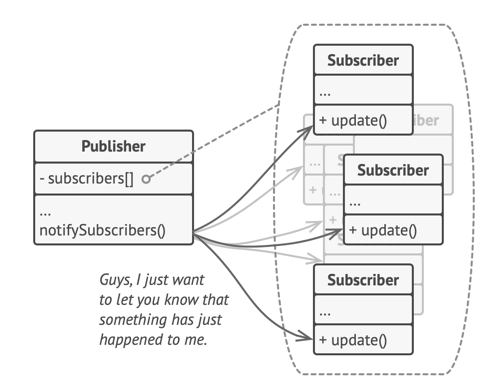 Publisher
- subscribers[]
...
notifySubscribers()
Guys, I just want
to let you know that
something has just
happened to me.
Subscriber
...
+ update()
Subscriber
...
+ update()
Subscriber
...
+ update()